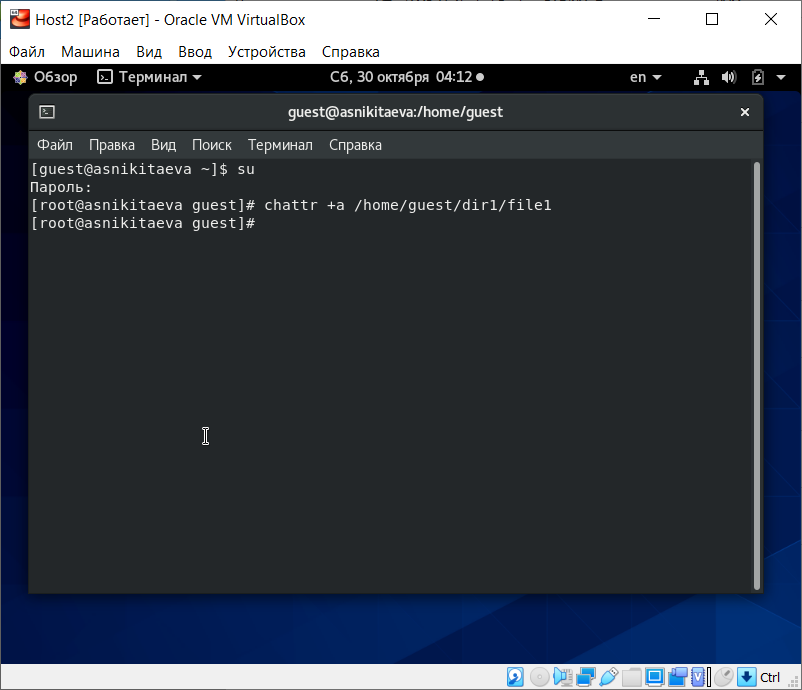 Host2 [Работает] - Oracle VM VirtualBox
Файл Машина Вид Ввод Устройства Справка
Обзор Терминал Сб, 30 октября 04:12 en
guest@asnikitaeva:/home/guest
Файл Правка Вид Поиск Терминал Справка
[guest@asnikitaeva ~]$ su
Пароль:
[root@asnikitaeva guest]# chattr +a /home/guest/dir1/file1
[root@asnikitaeva guest]#
Ctrl